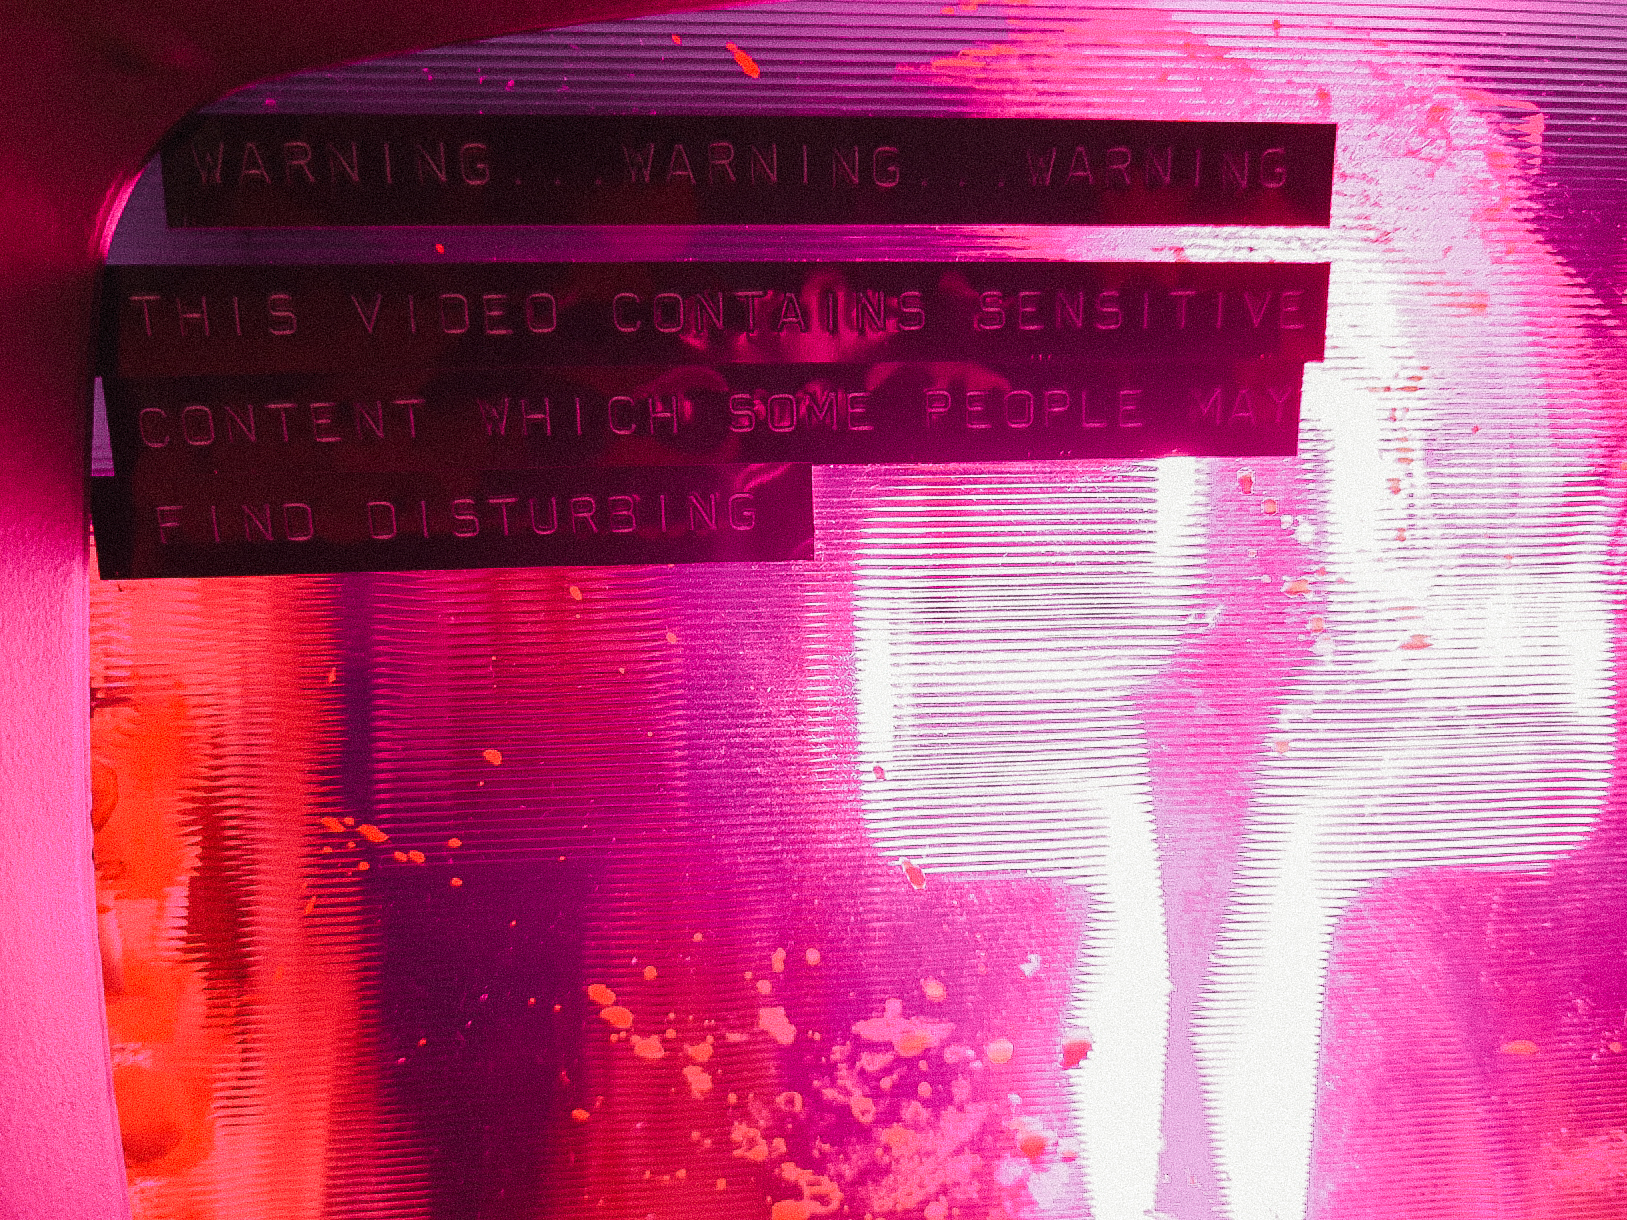 WARNING...WARNING...WARNING
THIS VIDEO CONTAINS SENSITIVE
CONTENT WHICH SOME PEOPLE MAY
FIND DISTURBING